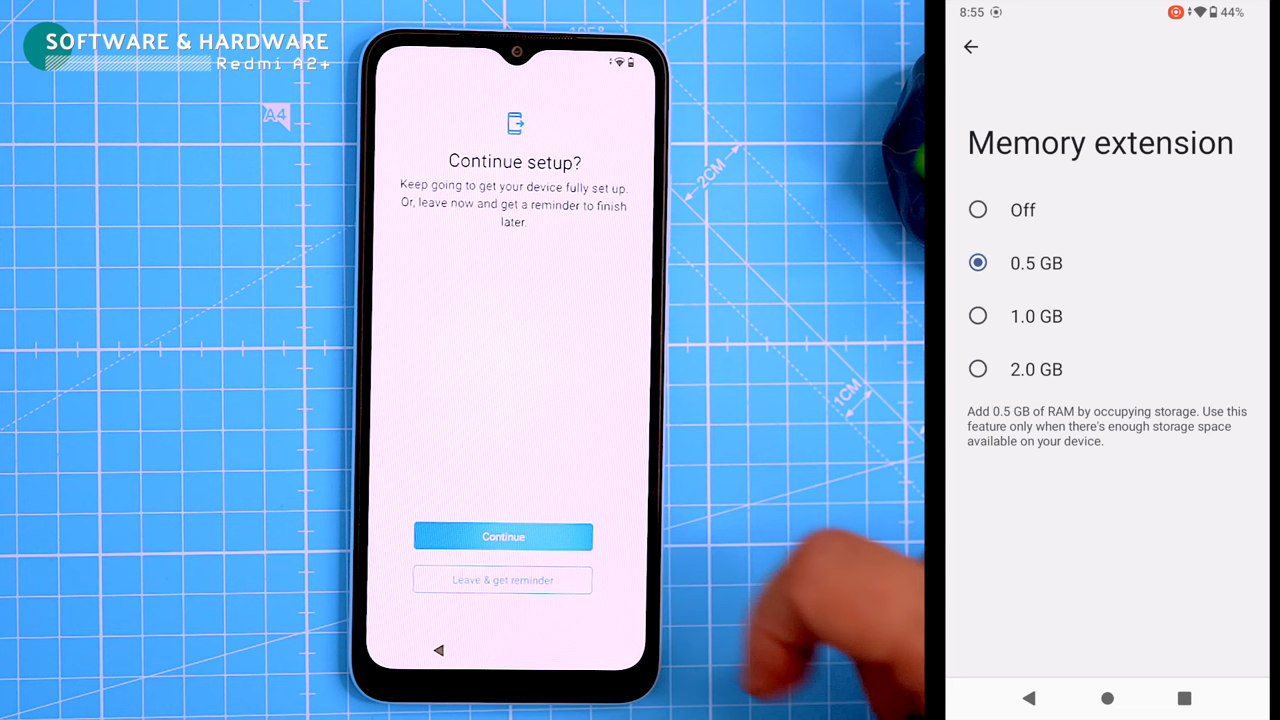 SOFTWARE & HARDWARE
Redmi A2+
A4
2CM
1CM
Continue setup?
Keep going to get your device fully set up.
Or, leave now and get a reminder to finish
later.
Continue
Leave & get reminder
8:55
44%
Memory extension
Off
0.5 GB
1.0 GB
2.0 GB
Add 0.5 GB of RAM by occupying storage. Use this
feature only when there's enough storage space
available on your device.